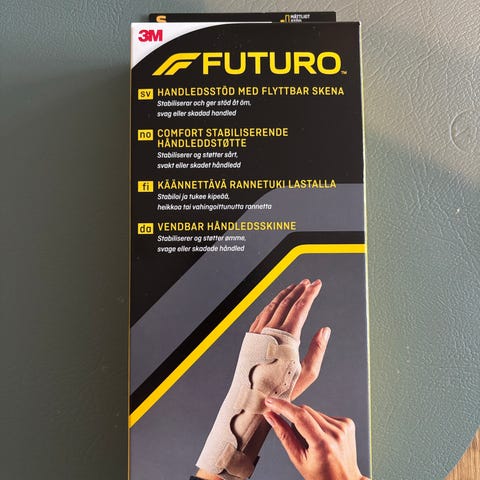 S
MÅTTLIGT
3M
FUTURO™
sv HANDLEDSSTÖD MED FLYTTBAR SKENA
Stabiliserar och ger stöd åt öm,
svag eller skadad handled
no COMFORT STABILISERENDE
HÅNDLEDDSTØTTE
Stabiliserer og støtter sårt,
svakt eller skadet håndledd
fi KÄÄNNETTÄVÄ RANNETUKI LASTALLA
Stabiloi ja tukee kipeää,
heikkoa tai vahingoittunutta rannetta
da VENDBAR HÅNDLEDSSKINNE
Stabiliserer og støtter ømme,
svage eller skadede håndled